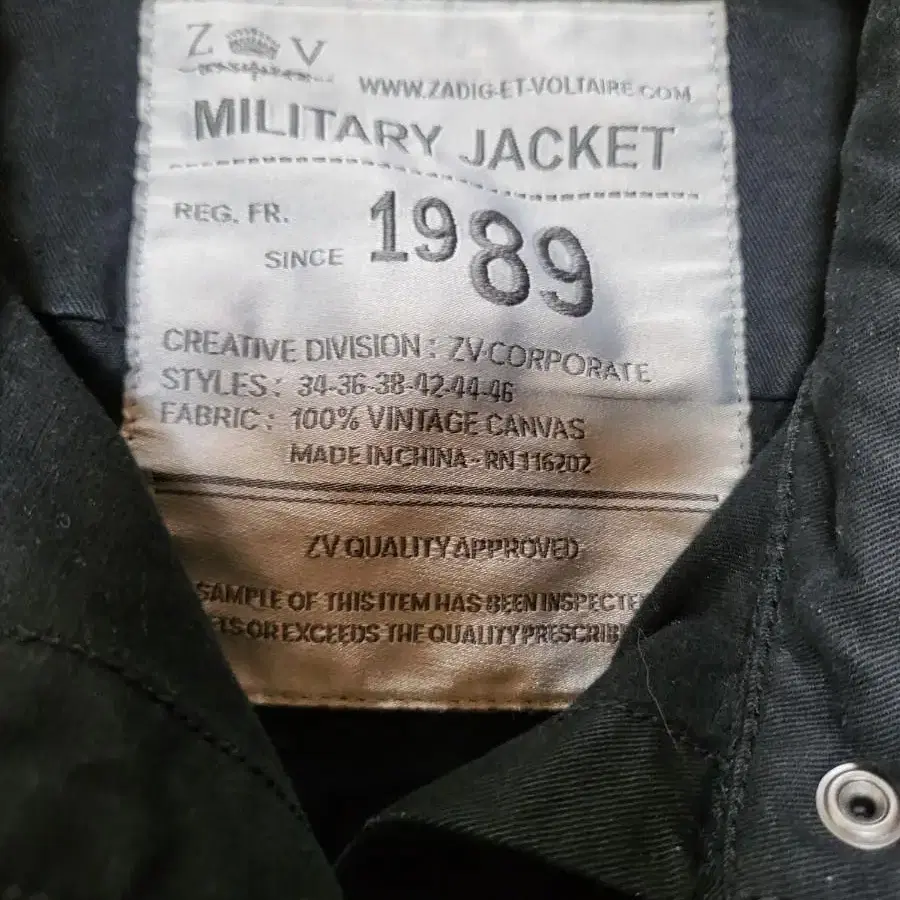 Z V
WWW.ZADIG-ET-VOLTAIRE.COM
MILITARY JACKET
REG. FR.
SINCE 1989
CREATIVE DIVISION : ZV-CORPORATE
STYLES : 34-36-38-42-44-46
FABRIC : 100% VINTAGE CANVAS
MADE IN CHINA - RN 116202
ZV QUALITY APPROVED
SAMPLE OF THIS ITEM HAS BEEN INSPECTE
TS OR EXCEEDS THE QUALITY PRESCRIB